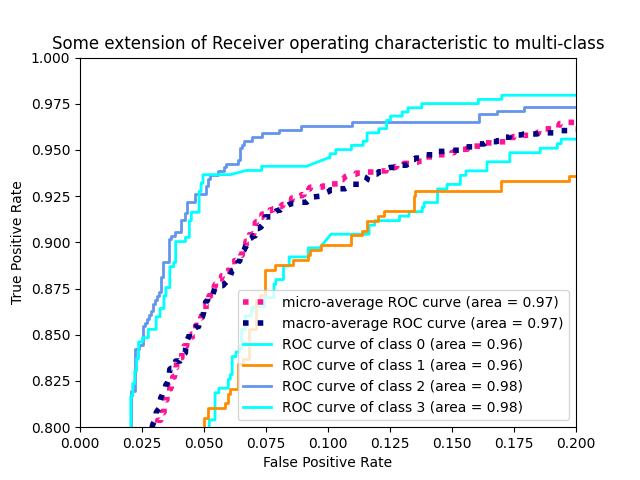 Some extension of Receiver operating characteristic to multi-class
1.000
0.975
0.950
0.925
0.900
0.875
0.850
0.825
0.800
True Positive Rate
micro-average ROC curve (area = 0.97)
macro-average ROC curve (area = 0.97)
ROC curve of class 0 (area = 0.96)
ROC curve of class 1 (area = 0.96)
ROC curve of class 2 (area = 0.98)
ROC curve of class 3 (area = 0.98)
0.000 0.025 0.050 0.075 0.100 0.125 0.150 0.175 0.200
False Positive Rate